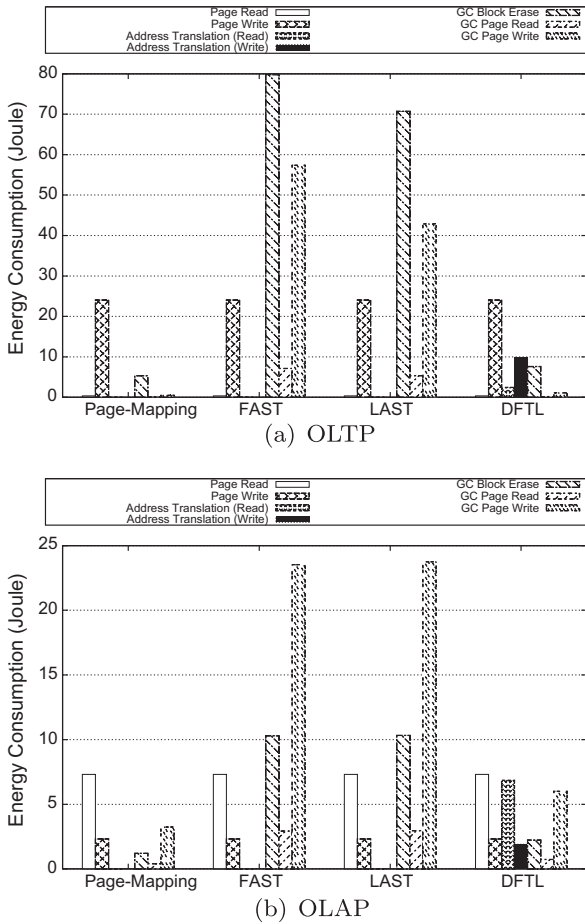 Page Read
Page Write
Address Translation (Read)
Address Translation (Write)
GC Block Erase
GC Page Read
GC Page Write
Energy Consumption (Joule)
80
70
60
50
40
30
20
10
0
Page-Mapping FAST LAST DFTL
(a) OLTP
Page Read
Page Write
Address Translation (Read)
Address Translation (Write)
GC Block Erase
GC Page Read
GC Page Write
Energy Consumption (Joule)
25
20
15
10
5
0
Page-Mapping FAST LAST DFTL
(b) OLAP